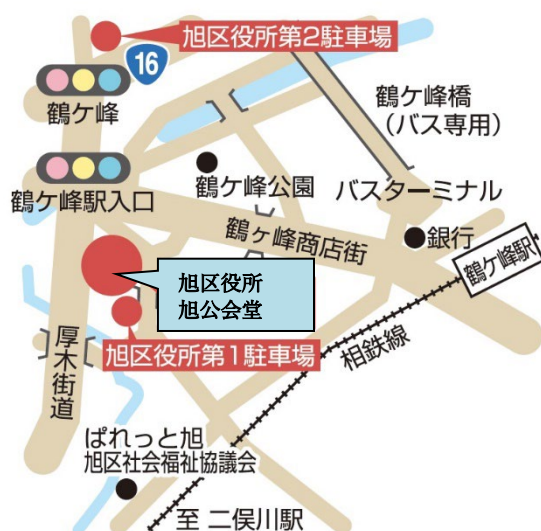 旭区役所第2駐車場
16
鶴ケ峰
鶴ケ峰橋
（バス専用）
鶴ケ峰公園
バスターミナル
鶴ケ峰駅入口
鶴ヶ峰商店街
銀行
鶴ケ峰駅
旭区役所
旭公会堂
相鉄線
旭区役所第1駐車場
厚木街道
ぱれっと旭
旭区社会福祉協議会
至 二俣川駅